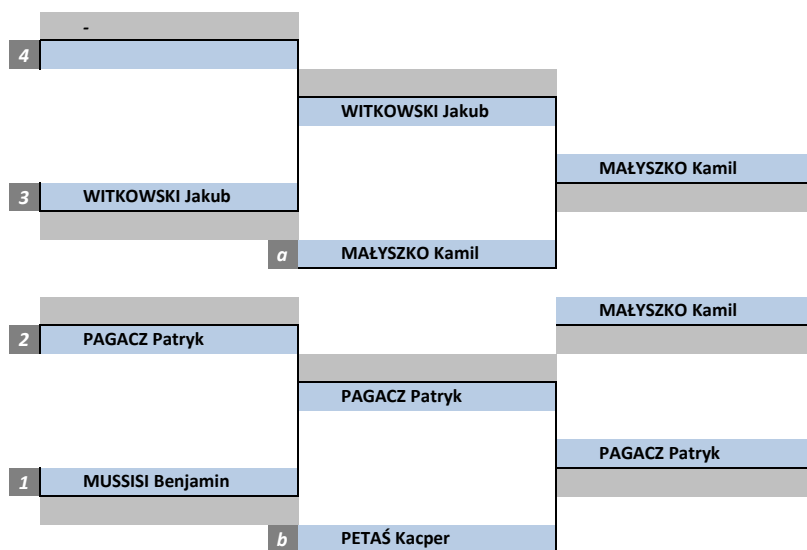 -
4
WITKOWSKI Jakub
MAŁYSZKO Kamil
3 WITKOWSKI Jakub
a MAŁYSZKO Kamil
MAŁYSZKO Kamil
2 PAGACZ Patryk
PAGACZ Patryk
PAGACZ Patryk
1 MUSSISI Benjamin
b PETAŚ Kacper